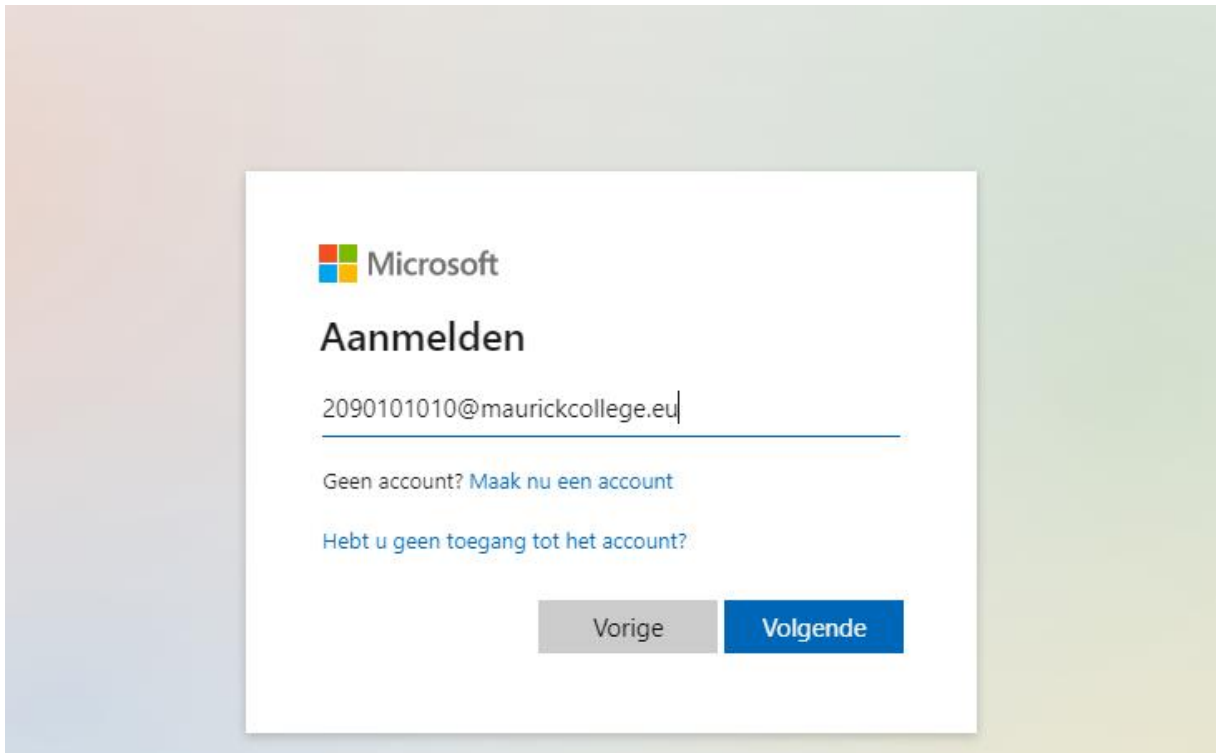 Microsoft
Aanmelden
2090101010@maurickcollege.eu
Geen account? Maak nu een account
Hebt u geen toegang tot het account?
Vorige Volgende